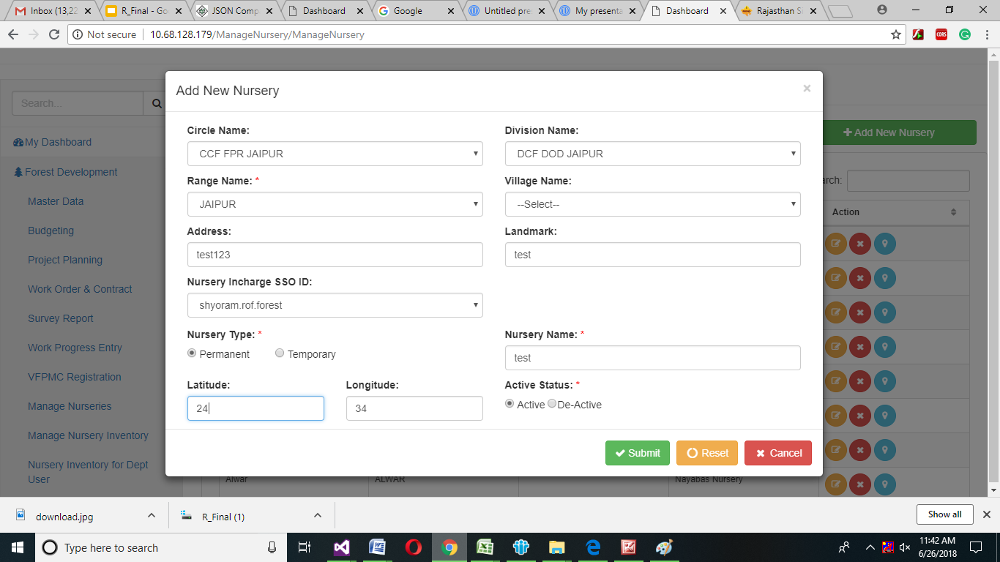 Inbox (13,22
R_Final - Go
JSON Comp
Dashboard
Google
Untitled pre
My presenta
Dashboard
Rajasthan S
Not secure
10.68.128.179/ManageNursery/ManageNursery
Search...
My Dashboard
Forest Development
Master Data
Budgeting
Project Planning
Work Order & Contract
Survey Report
Work Progress Entry
VFPMC Registration
Manage Nurseries
Manage Nursery Inventory
Nursery Inventory for Dept
User
Add New Nursery
×
Circle Name:
Division Name:
CCF FPR JAIPUR
DCF DOD JAIPUR
Range Name: *
Village Name:
JAIPUR
--Select--
Address:
Landmark:
test123
test
Nursery Incharge SSO ID:
shyoram.rof.forest
Nursery Type: *
Nursery Name: *
Permanent
Temporary
test
Latitude:
Longitude:
Active Status: *
24
34
Active
De-Active
Submit
Reset
Cancel
Add New Nursery
rch:
Action
Alwar
ALWAR
Nayabas Nursery
download.jpg
R_Final (1)
Show all
Type here to search
11:42 AM
6/26/2018